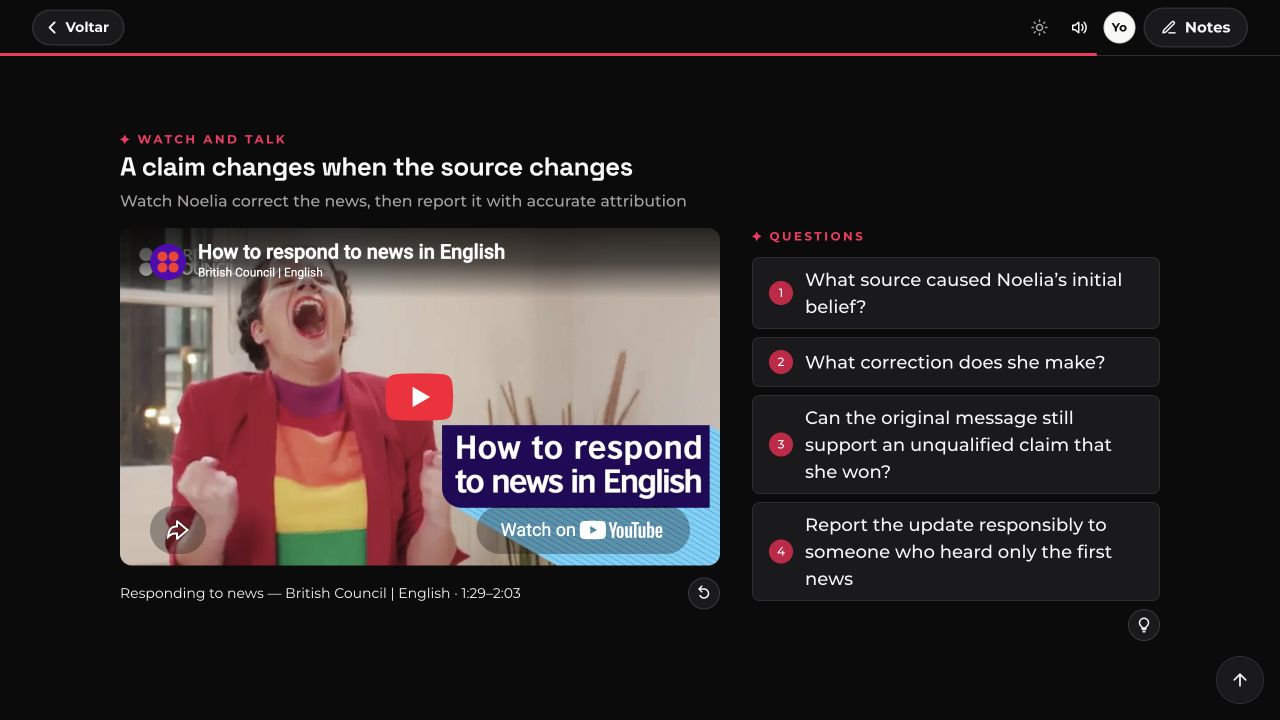 Voltar
Yo
Notes
WATCH AND TALK
A claim changes when the source changes
Watch Noelia correct the news, then report it with accurate attribution
How to respond to news in English
British Council | English
How to respond
to news in English
Watch on YouTube
Responding to news — British Council | English · 1:29–2:03
QUESTIONS
1
What source caused Noelia’s initial
belief?
2
What correction does she make?
3
Can the original message still
support an unqualified claim that
she won?
4
Report the update responsibly to
someone who heard only the first
news